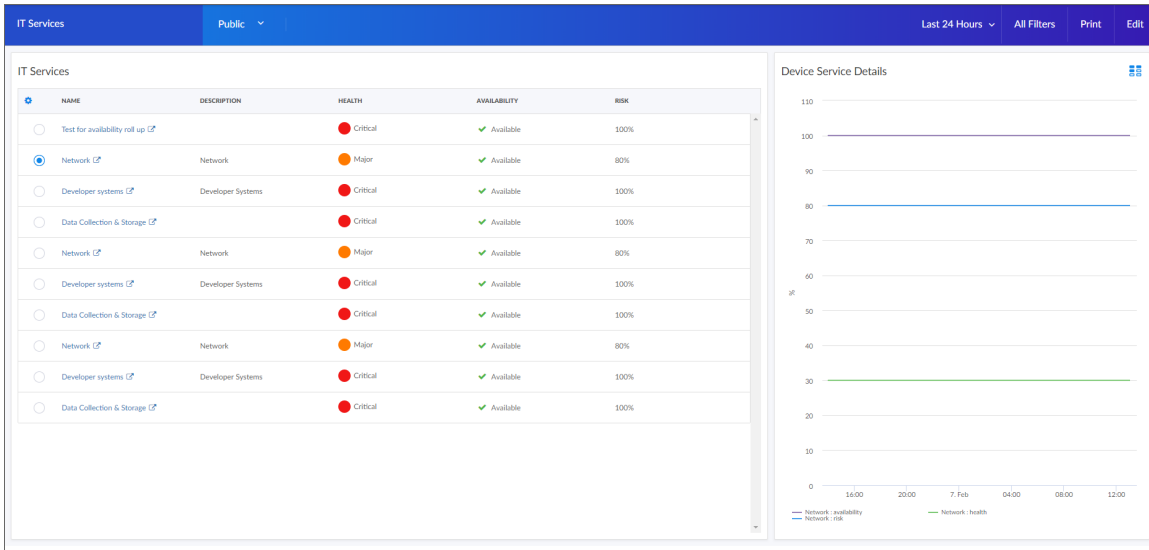 IT Services Public Last 24 Hours All Filters Print Edit
IT Services
NAME DESCRIPTION HEALTH AVAILABILITY RISK
Test for availability roll up Critical Available 100%
Network Network Major Available 80%
Developer systems Developer Systems Critical Available 100%
Data Collection & Storage Critical Available 100%
Network Network Major Available 80%
Developer systems Developer Systems Critical Available 100%
Data Collection & Storage Critical Available 100%
Network Network Major Available 80%
Developer systems Developer Systems Critical Available 100%
Data Collection & Storage Critical Available 100%
Device Service Details
110
100
90
80
70
60
%
50
40
30
20
10
0
16:00 20:00 7. Feb 04:00 08:00 12:00
Network : availability Network : health
Network : risk